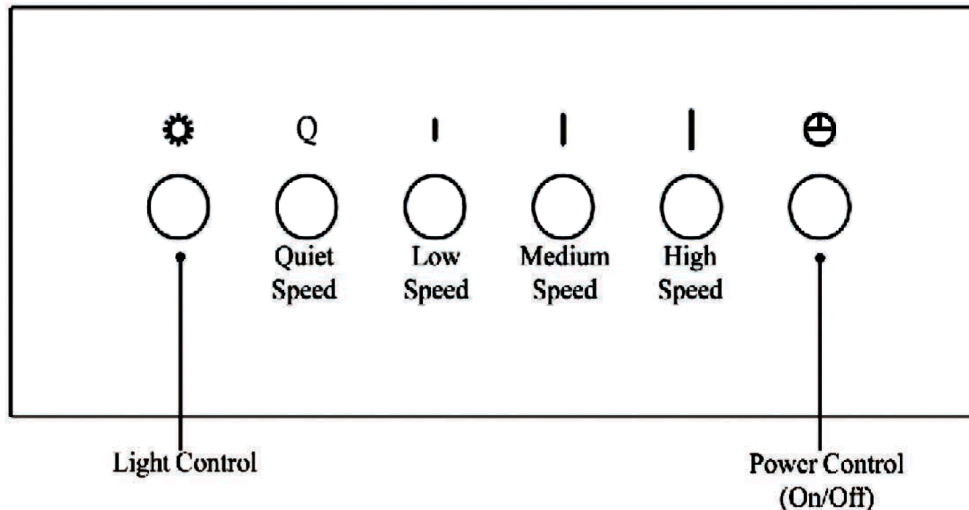 Q
Quiet
Speed
Low
Speed
Medium
Speed
High
Speed
Light Control
Power Control
(On/Off)